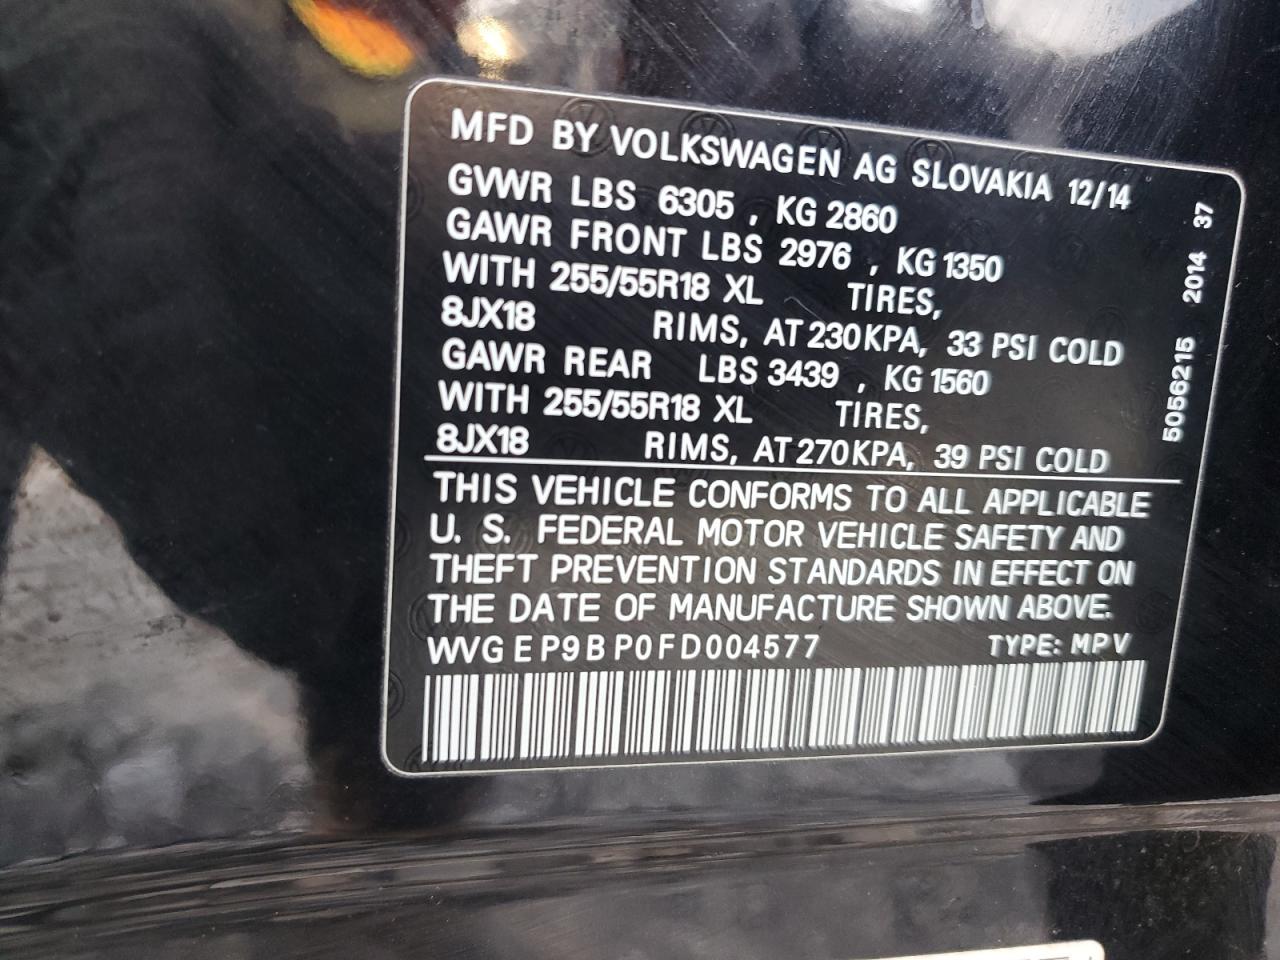 MFD BY VOLKSWAGEN AG SLOVAKIA 12/14
GVWR LBS 6305 , KG 2860
GAWR FRONT LBS 2976 , KG 1350
WITH 255/55R18 XL TIRES,
8JX18 RIMS, AT 230KPA, 33 PSI COLD
GAWR REAR LBS 3439 , KG 1560
WITH 255/55R18 XL TIRES,
8JX18 RIMS, AT 270KPA, 39 PSI COLD
THIS VEHICLE CONFORMS TO ALL APPLICABLE
U. S. FEDERAL MOTOR VEHICLE SAFETY AND
THEFT PREVENTION STANDARDS IN EFFECT ON
THE DATE OF MANUFACTURE SHOWN ABOVE.
WVGEP9BP0FD004577 TYPE: MPV
5056215 2014 37